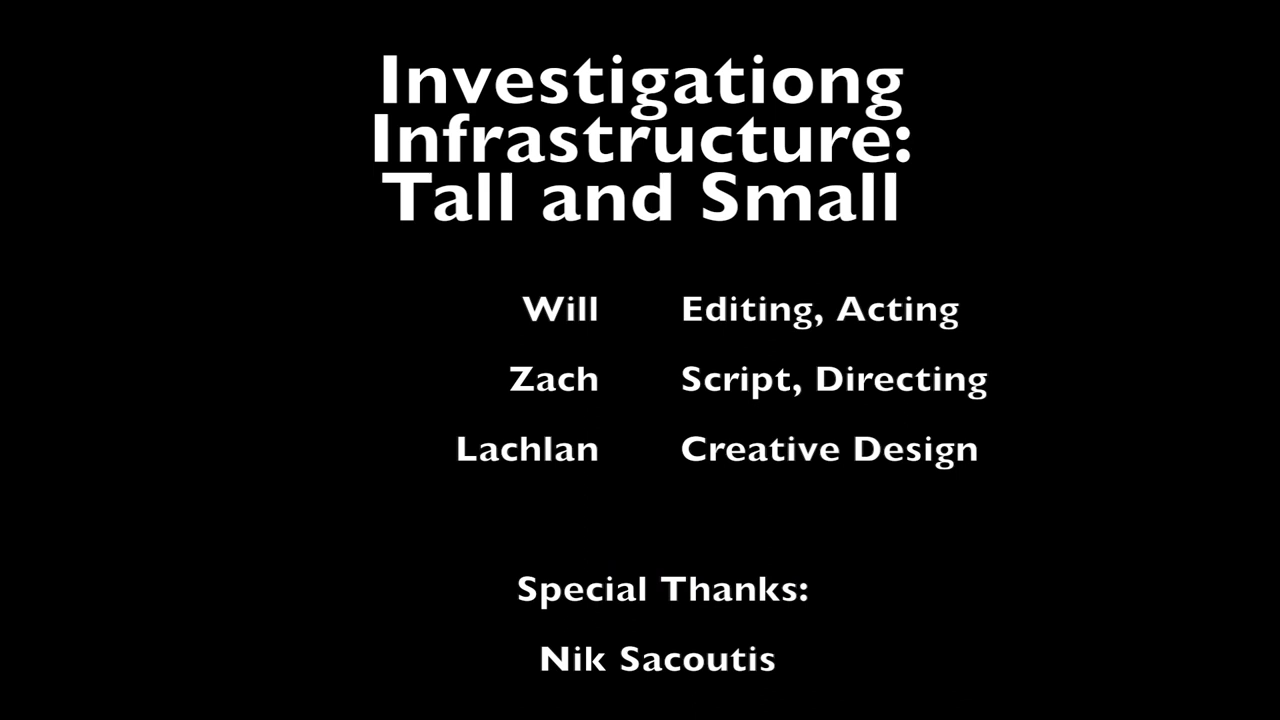 Investigationg
Infrastructure:
Tall and Small
Will Editing, Acting
Zach Script, Directing
Lachlan Creative Design
Special Thanks:
Nik Sacoutis